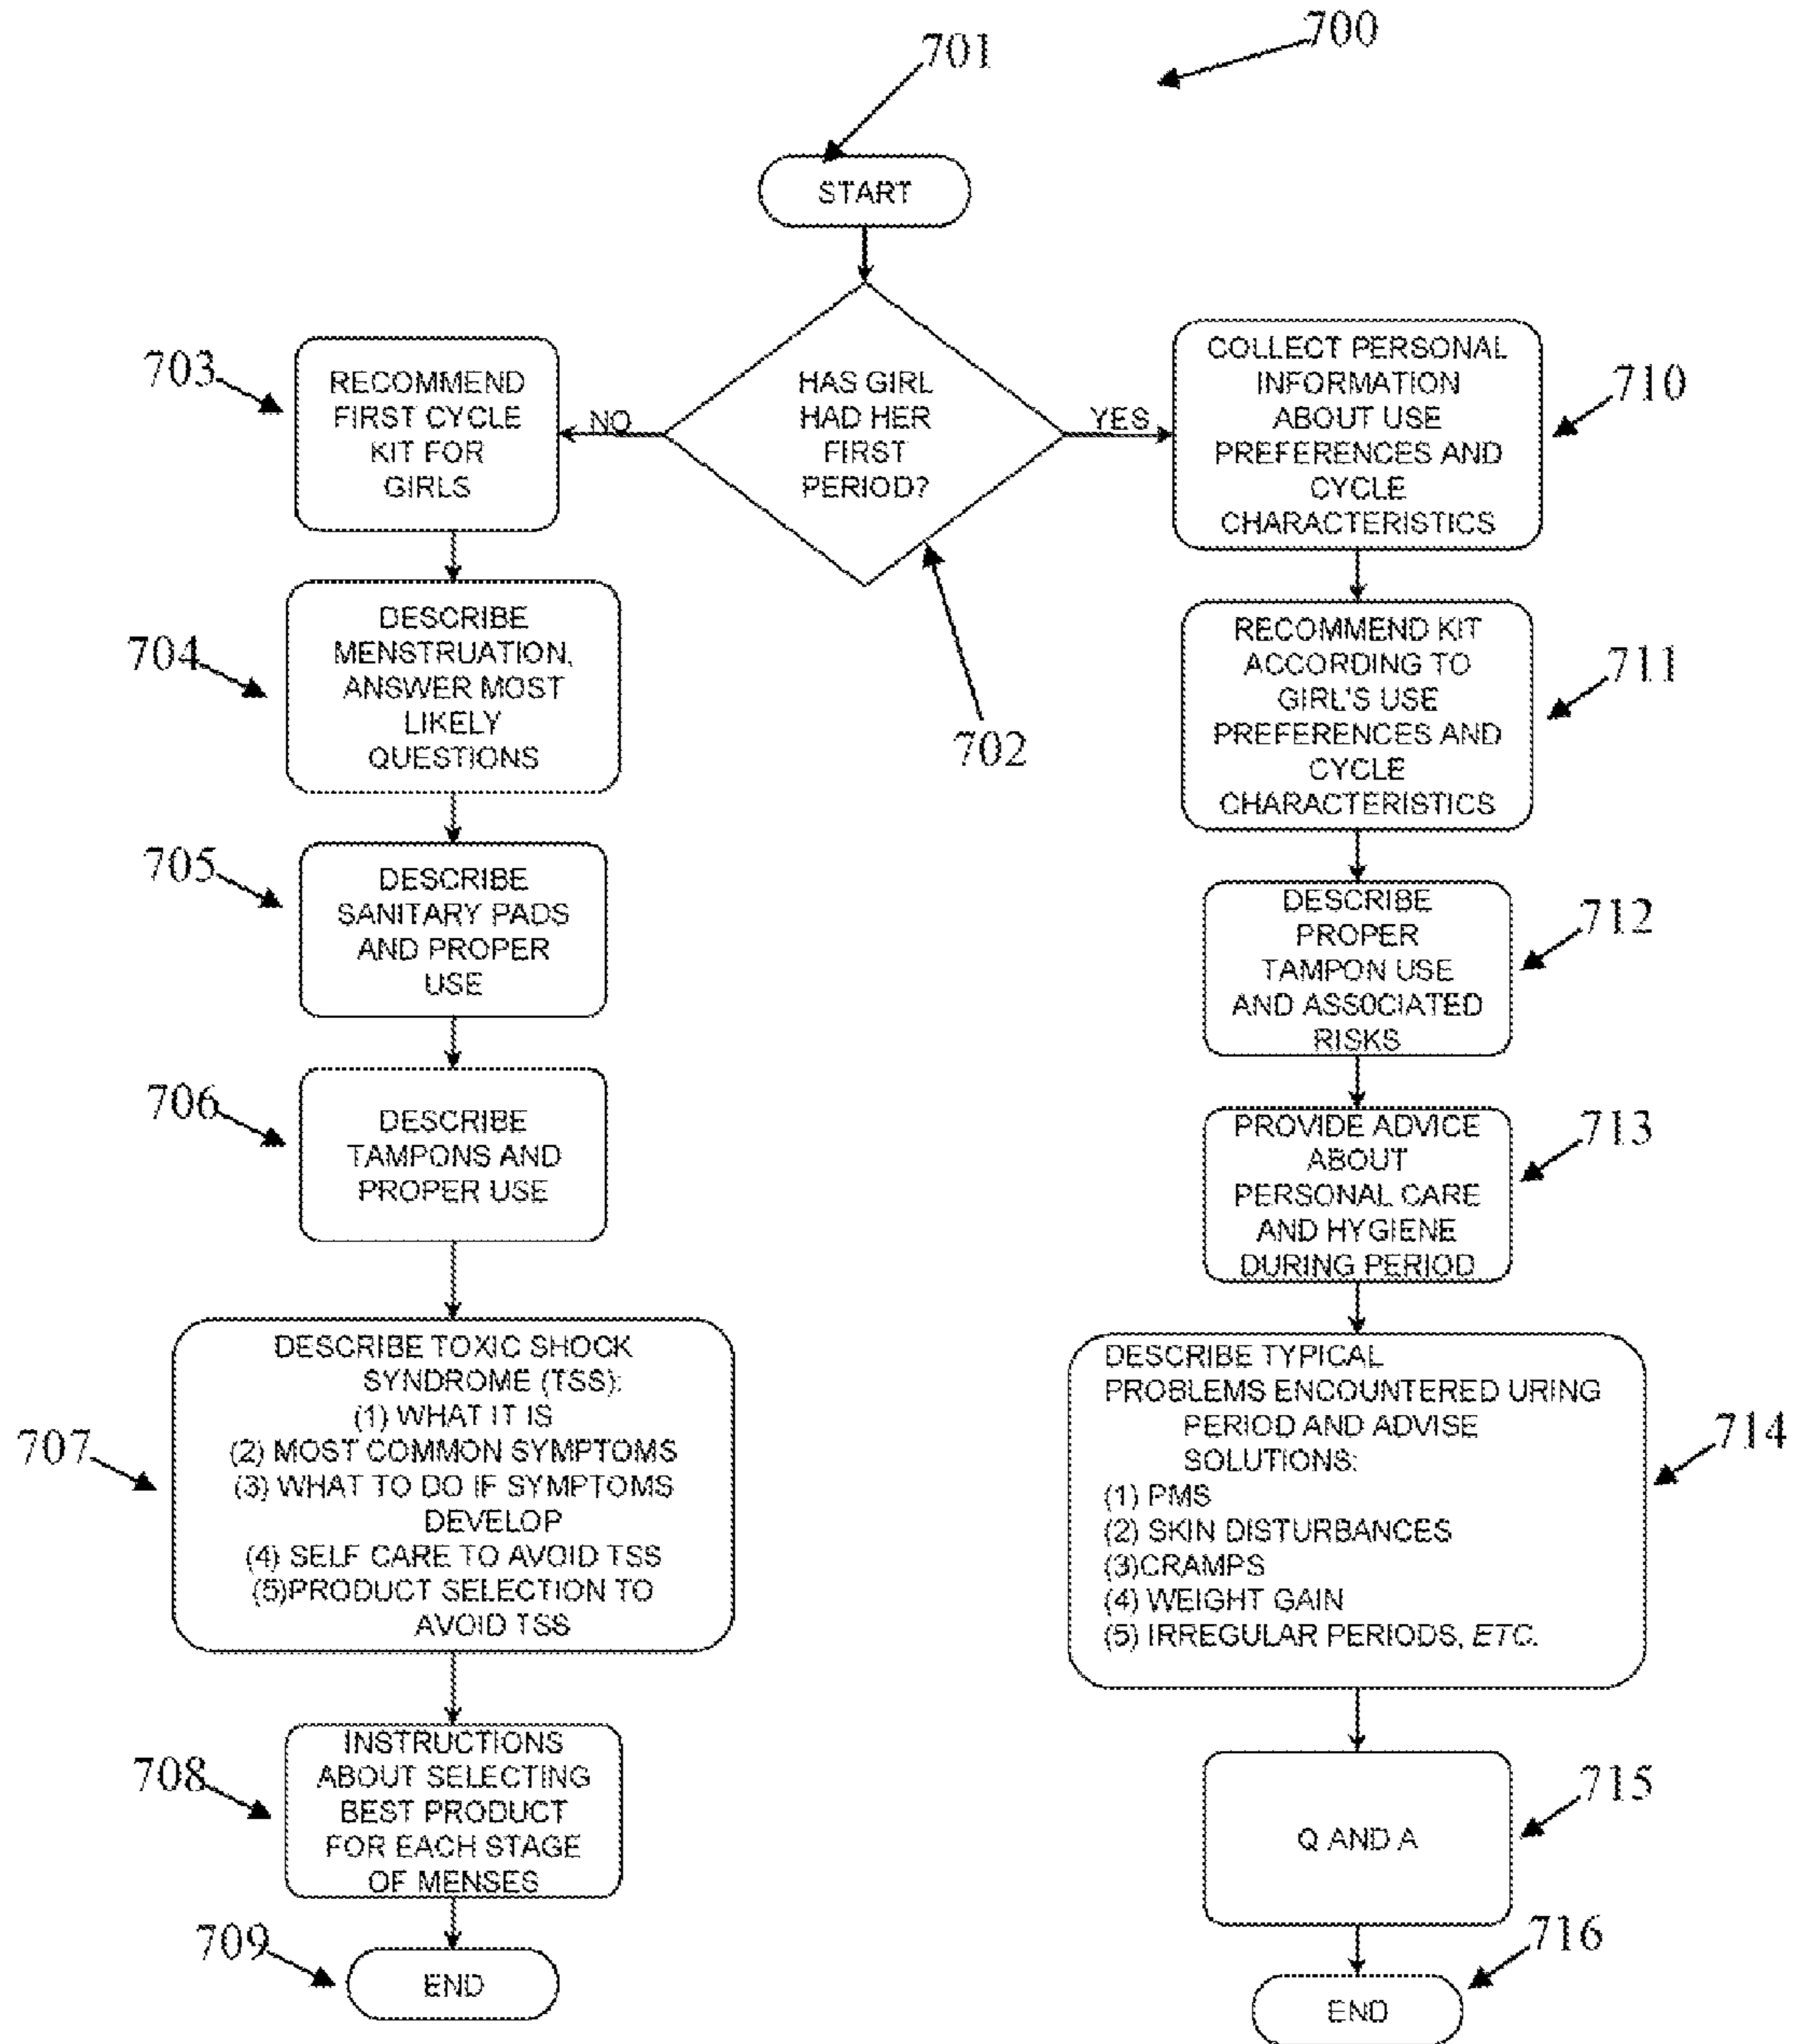 700
701
START
HAS GIRL
HAD HER
FIRST
PERIOD?
702
NO
YES
703
RECOMMEND
FIRST CYCLE
KIT FOR
GIRLS
704
DESCRIBE
MENSTRUATION,
ANSWER MOST
LIKELY
QUESTIONS
705
DESCRIBE
SANITARY PADS
AND PROPER
USE
706
DESCRIBE
TAMPONS AND
PROPER USE
707
DESCRIBE TOXIC SHOCK
SYNDROME (TSS):
(1) WHAT IT IS
(2) MOST COMMON SYMPTOMS
(3) WHAT TO DO IF SYMPTOMS
DEVELOP
(4) SELF CARE TO AVOID TSS
(5)PRODUCT SELECTION TO
AVOID TSS
708
INSTRUCTIONS
ABOUT SELECTING
BEST PRODUCT
FOR EACH STAGE
OF MENSES
709
END
COLLECT PERSONAL
INFORMATION
ABOUT USE
PREFERENCES AND
CYCLE
CHARACTERISTICS
710
RECOMMEND KIT
ACCORDING TO
GIRL'S USE
PREFERENCES AND
CYCLE
CHARACTERISTICS
711
DESCRIBE
PROPER
TAMPON USE
AND ASSOCIATED
RISKS
712
PROVIDE ADVICE
ABOUT
PERSONAL CARE
AND HYGIENE
DURING PERIOD
713
DESCRIBE TYPICAL
PROBLEMS ENCOUNTERED URING
PERIOD AND ADVISE
SOLUTIONS:
(1) PMS
(2) SKIN DISTURBANCES
(3)CRAMPS
(4) WEIGHT GAIN
(5) IRREGULAR PERIODS, ETC.
714
Q AND A
715
END
716